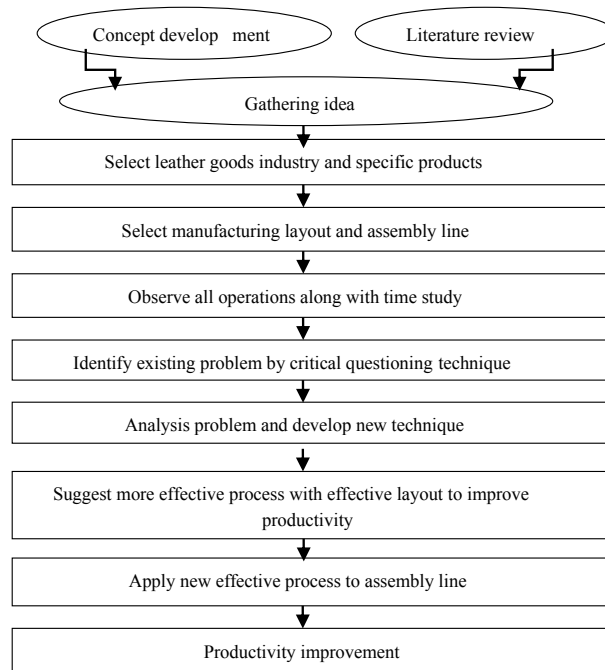 Concept develop ment
Literature review
Gathering idea
Select leather goods industry and specific products
Select manufacturing layout and assembly line
Observe all operations along with time study
Identify existing problem by critical questioning technique
Analysis problem and develop new technique
Suggest more effective process with effective layout to improve
productivity
Apply new effective process to assembly line
Productivity improvement